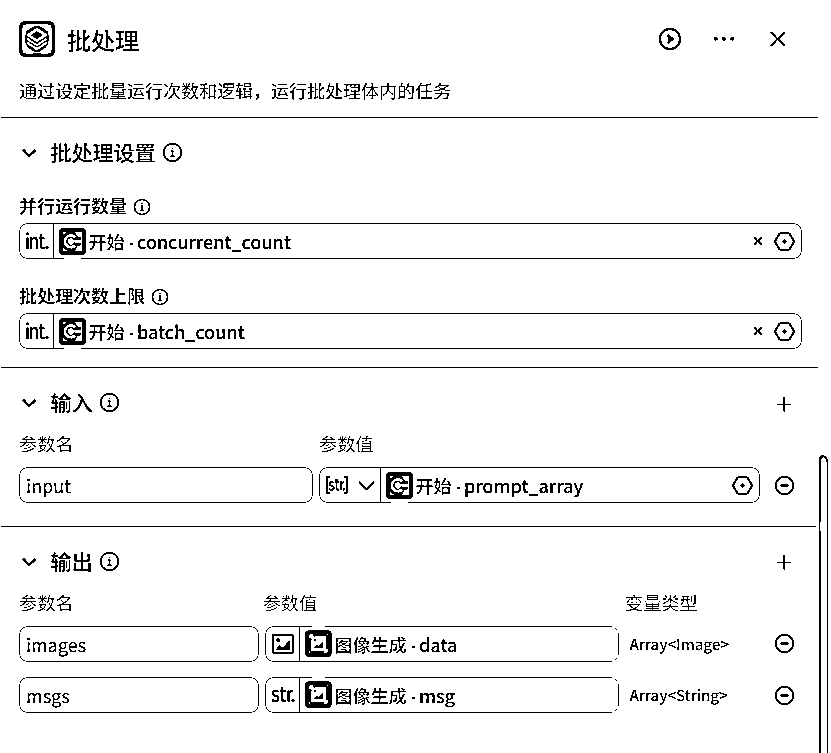 批处理
通过设定批量运行次数和逻辑，运行批处理体内的任务
批处理设置
并行运行数量
int. 开始 - concurrent_count
批处理次数上限
int. 开始 - batch_count
输入
参数名 参数值
input [str.] 开始 - prompt_array
输出
参数名 参数值 变量类型
images 图像生成 - data Array<Image>
msgs str. 图像生成 - msg Array<String>